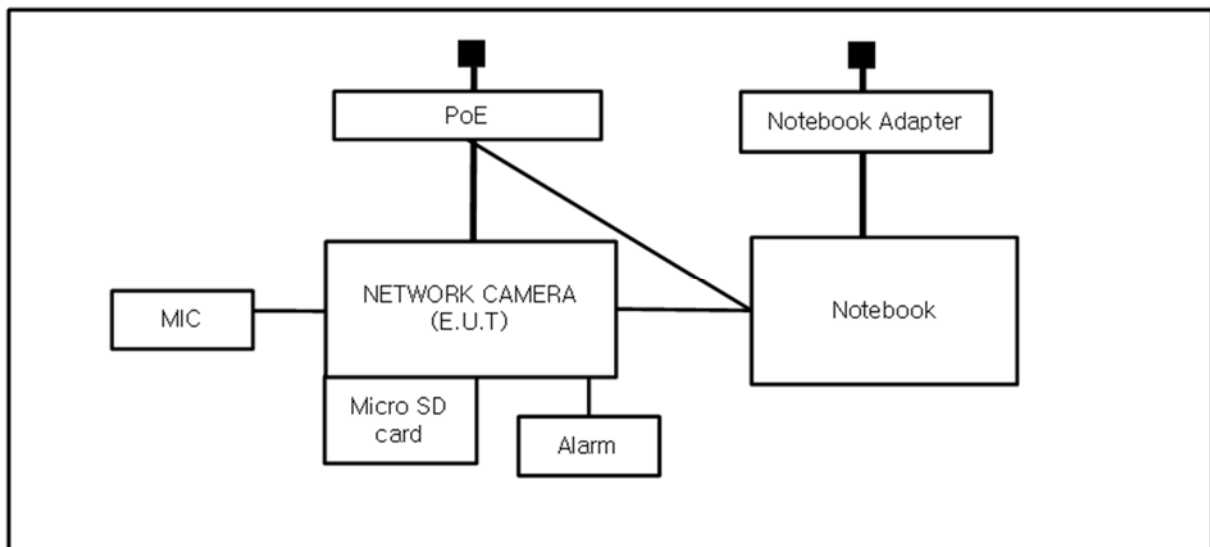 PoE
Notebook Adapter
NETWORK CAMERA
(E.U.T)
Notebook
MIC
Micro SD
card
Alarm